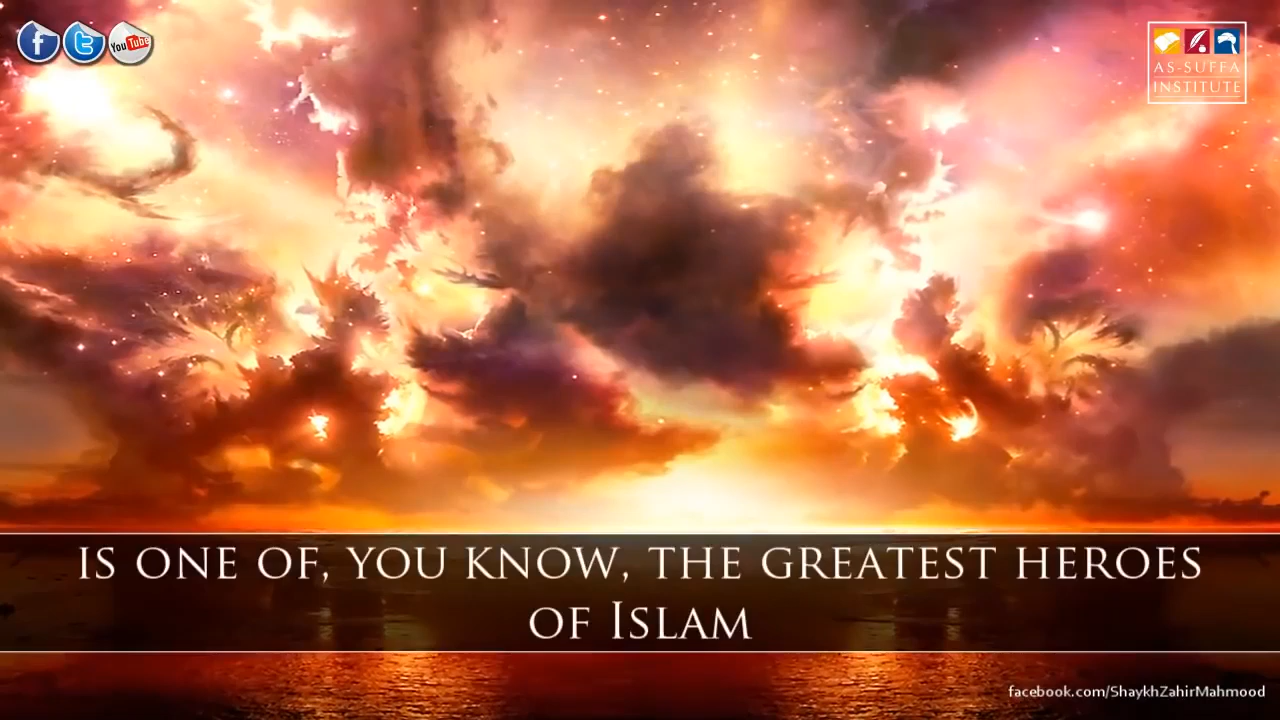 f
t
You Tube
AS-SUFFA
INSTITUTE
IS ONE OF, YOU KNOW, THE GREATEST HEROES
OF ISLAM
facebook.com/ShaykhZahirMahmood